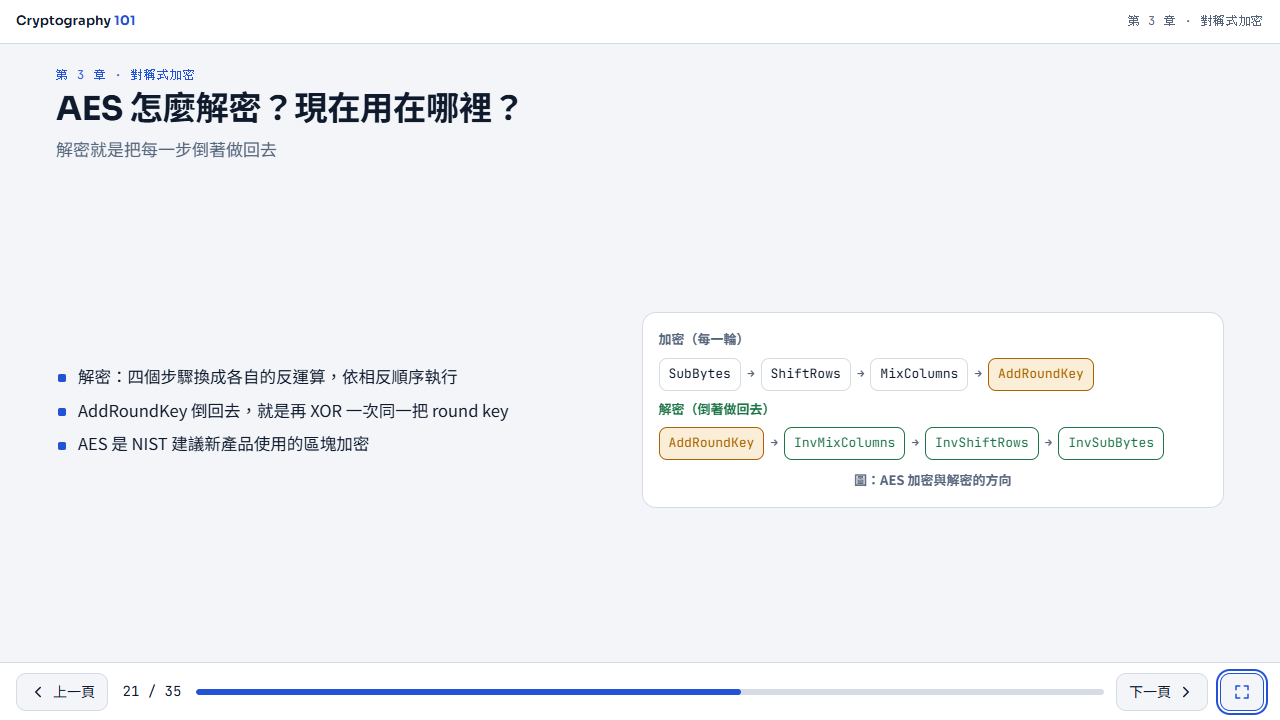 Cryptography 101
第 3 章 · 對稱式加密
第 3 章 · 對稱式加密
AES 怎麼解密？現在用在哪裡？
解密就是把每一步倒著做回去
解密：四個步驟換成各自的反運算，依相反順序執行
AddRoundKey 倒回去，就是再 XOR 一次同一把 round key
AES 是 NIST 建議新產品使用的區塊加密
加密（每一輪）
SubBytes → ShiftRows → MixColumns → AddRoundKey
解密（倒著做回去）
AddRoundKey → InvMixColumns → InvShiftRows → InvSubBytes
圖：AES 加密與解密的方向
上一頁
21 / 35
下一頁